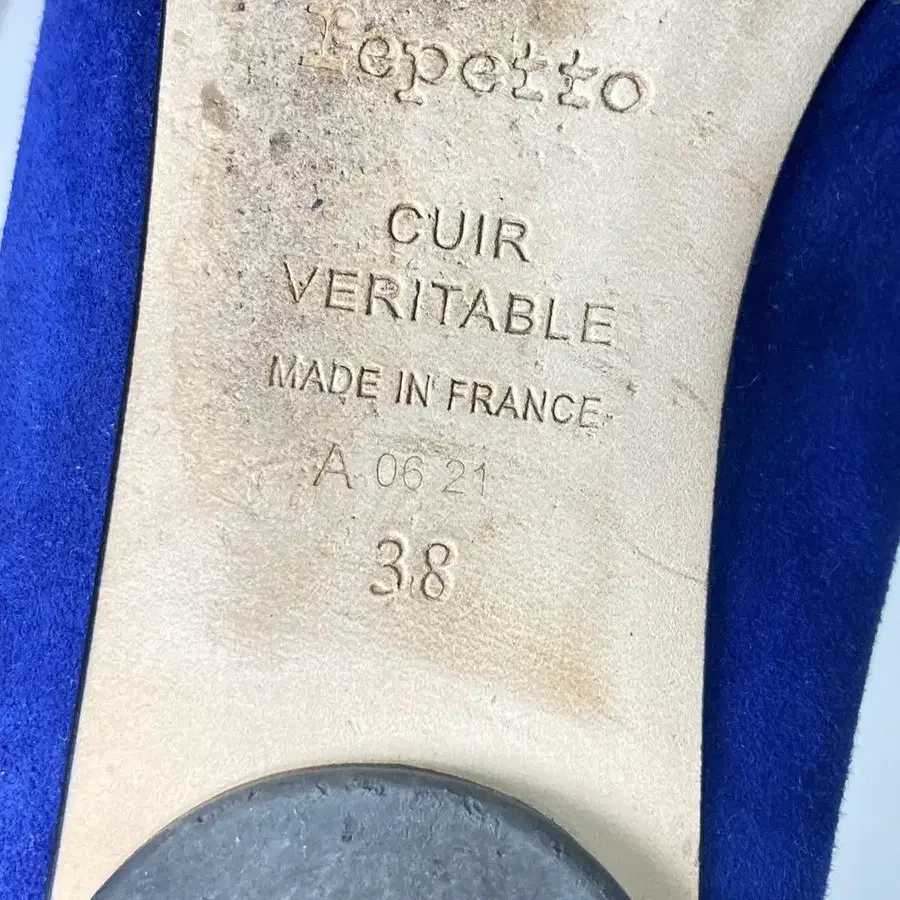 repetto
CUIR
VERITABLE
MADE IN FRANCE
A 06 21
38